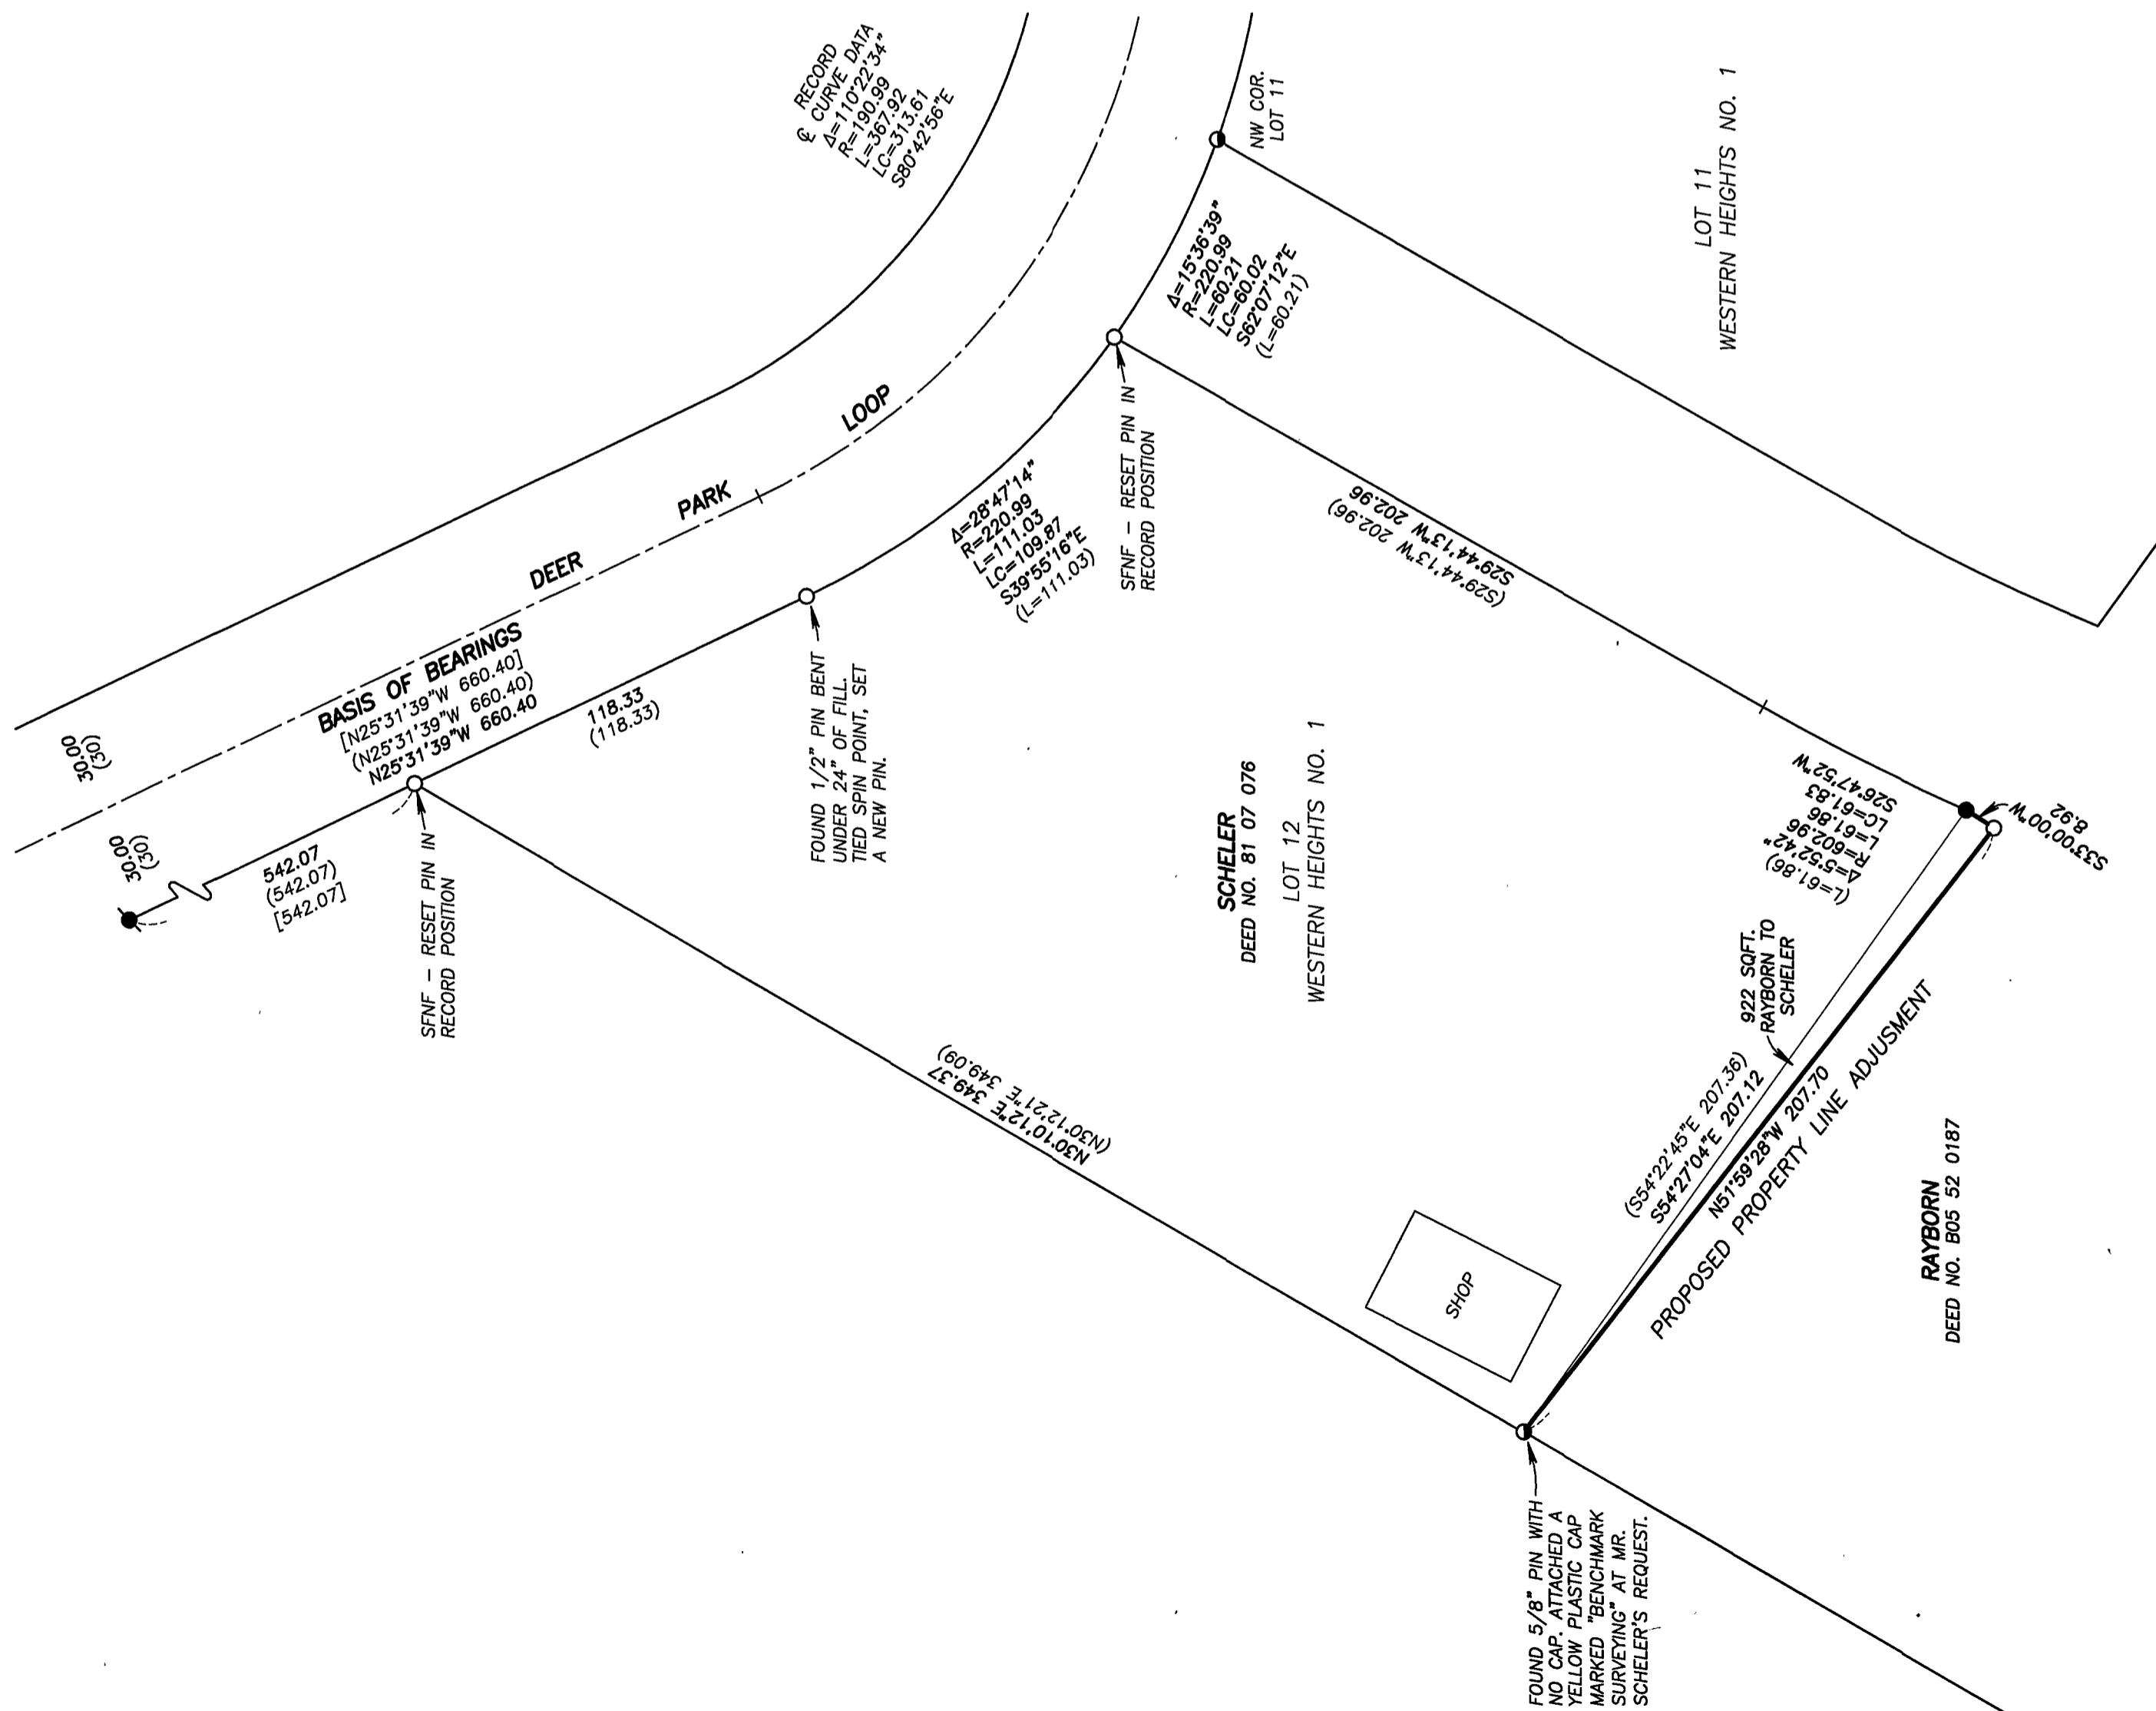 ℄ RECORD
CURVE DATA
Δ=110°22'34"
R=190.99
L=367.92
LC=313.61
S80°42'56"E
NW COR.
LOT 11
LOT 11
WESTERN HEIGHTS NO. 1
Δ=15°36'39"
R=220.99
L=60.21
LC=60.02
S62°07'12"E
(L=60.21)
DEER PARK LOOP
30.00
(30)
30.00
(30)
BASIS OF BEARINGS
[N25°31'39"W 660.40]
(N25°31'39"W 660.40)
N25°31'39"W 660.40
118.33
(118.33)
542.07
(542.07)
[542.07]
SFNF – RESET PIN IN
RECORD POSITION
FOUND 1/2" PIN BENT
UNDER 24" OF FILL.
TIED SPIN POINT, SET
A NEW PIN.
Δ=28°47'14"
R=220.99
L=111.03
LC=109.87
S39°55'16"E
(L=111.03)
SFNF – RESET PIN IN
RECORD POSITION
S29°44'13"W 202.96
(S29°44'13"W 202.96)
SCHELER
DEED NO. 81 07 076
LOT 12
WESTERN HEIGHTS NO. 1
(L=61.86)
Δ=5°52'42"
R=602.96
L=61.86
LC=61.83
S26°47'52"W
S33°00'00"W
8.92
922 SQFT.
RAYBORN TO
SCHELER
N30°10'12"E 349.37
(N30°12'21"E 349.09)
(S54°22'45"E 207.36)
S54°27'04"E 207.12
N51°59'28"W 207.70
PROPOSED PROPERTY LINE ADJUSMENT
SHOP
RAYBORN
DEED NO. B05 52 0187
FOUND 5/8" PIN WITH
NO CAP. ATTACHED A
YELLOW PLASTIC CAP
MARKED "BENCHMARK
SURVEYING" AT MR.
SCHELER'S REQUEST.